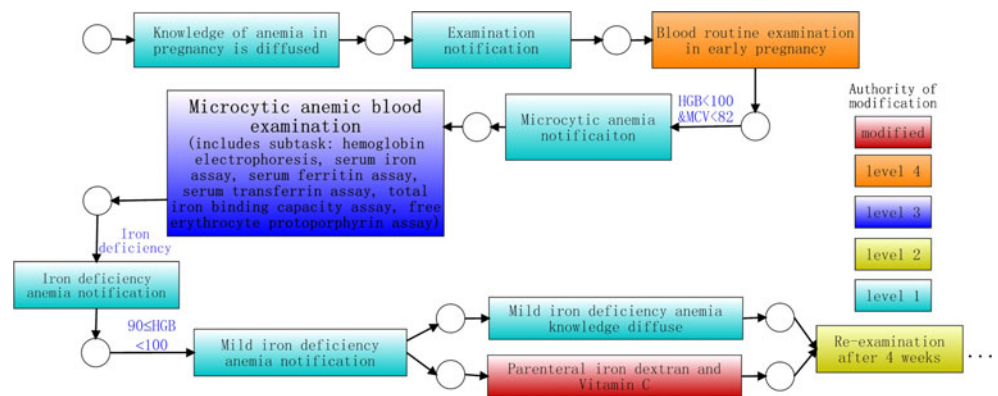 Knowledge of anemia in
pregnancy is diffused
Examination
notification
Blood routine examination
in early pregnancy
HGB<100
&MCV<82
Microcytic anemia
notificaiton
Microcytic anemic blood
examination
(includes subtask: hemoglobin
electrophoresis, serum iron
assay, serum ferritin assay,
serum transferrin assay, total
iron binding capacity assay, free
erythrocyte protoporphyrin assay)
Authority of
modification
modified
level 4
level 3
level 2
level 1
Iron
deficiency
Iron deficiency
anemia notification
90≤HGB
<100
Mild iron deficiency
anemia notification
Mild iron deficiency anemia
knowledge diffuse
Parenteral iron dextran and
Vitamin C
Re-examination
after 4 weeks
...